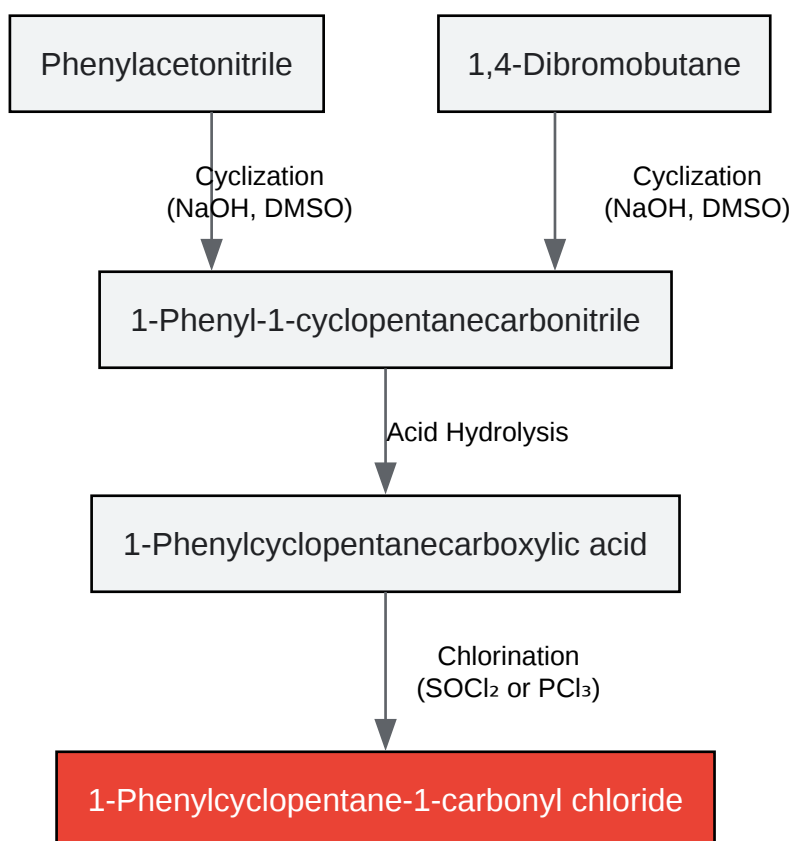 Phenylacetonitrile
1,4-Dibromobutane
Cyclization
(NaOH, DMSO)
Cyclization
(NaOH, DMSO)
1-Phenyl-1-cyclopentanecarbonitrile
Acid Hydrolysis
1-Phenylcyclopentanecarboxylic acid
Chlorination
(SOCl₂ or PCl₃)
1-Phenylcyclopentane-1-carbonyl chloride